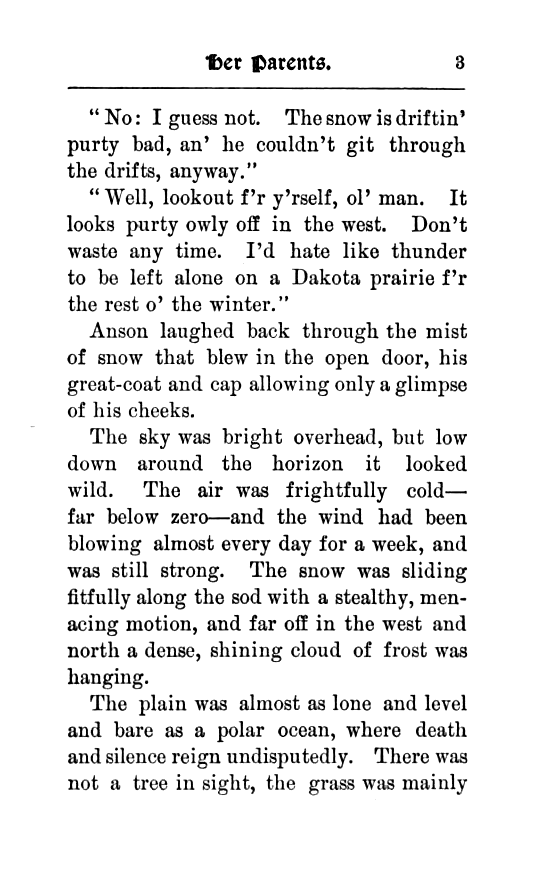 Her Parents. 3
“No: I guess not. The snow is driftin’
purty bad, an’ he couldn’t git through
the drifts, anyway.”
“Well, lookout f’r y’rself, ol’ man. It
looks purty owly off in the west. Don’t
waste any time. I’d hate like thunder
to be left alone on a Dakota prairie f’r
the rest o’ the winter.”
Anson laughed back through the mist
of snow that blew in the open door, his
great-coat and cap allowing only a glimpse
of his cheeks.
The sky was bright overhead, but low
down around the horizon it looked
wild. The air was frightfully cold—
far below zero—and the wind had been
blowing almost every day for a week, and
was still strong. The snow was sliding
fitfully along the sod with a stealthy, men-
acing motion, and far off in the west and
north a dense, shining cloud of frost was
hanging.
The plain was almost as lone and level
and bare as a polar ocean, where death
and silence reign undisputedly. There was
not a tree in sight, the grass was mainly